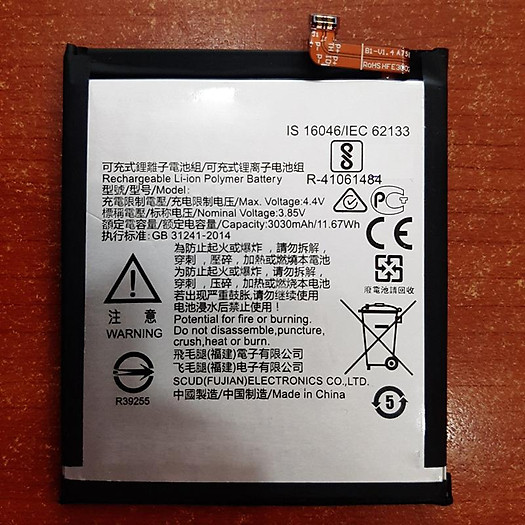 B1-V1.4 A75
RoHS.HFE300
IS 16046/IEC 62133
R-41061484
可充式鋰離子電池組/可充式锂离子电池组
Rechargeable Li-ion Polymer Battery
型號/型号/Model:
充電限制電壓/充电限制电压/Max. Voltage:4.4V
標稱電壓/标称电压/Nominal Voltage:3.85V
額定電容量/额定电容量/Capacity:3030mAh/11.67Wh
执行标准: GB 31241-2014
為防止起火或爆炸，請勿拆解，
穿刺，壓碎，加熱或燃燒本電池
为防止起火或爆炸，请勿拆解，
穿刺，压碎，加热或燃烧本电池
若出现严重鼓胀,请勿继续使用
电池浸水后禁止使用
Potential for fire or burning.
Do not disassemble,puncture,
crush,heat or burn.
飛毛腿(福建)電子有限公司
飞毛腿(福建)电子有限公司
SCUD(FUJIAN)ELECTRONICS CO.,LTD.
中國製造/中国制造/Made in China
注 意
WARNING
R39255
CE
廢電池請回收
5